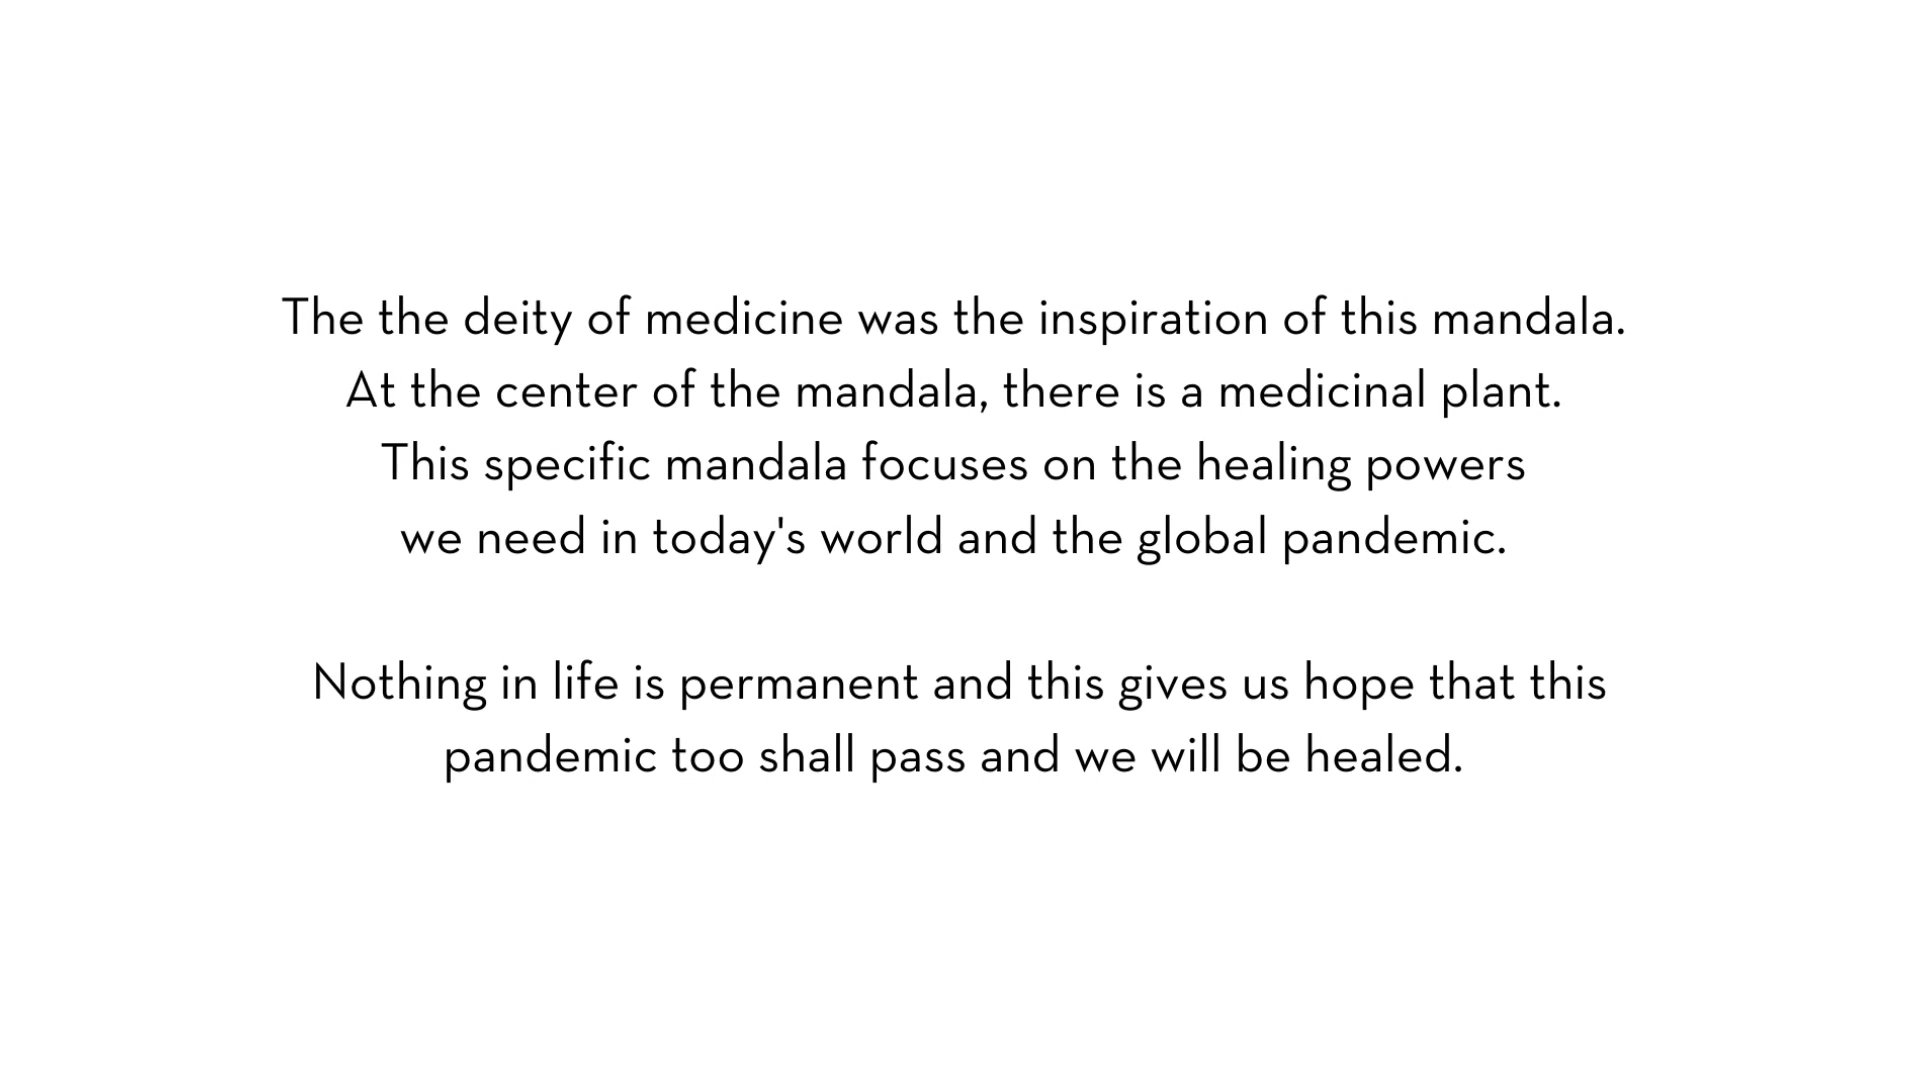 The the deity of medicine was the inspiration of this mandala.
At the center of the mandala, there is a medicinal plant.
This specific mandala focuses on the healing powers
we need in today's world and the global pandemic.
Nothing in life is permanent and this gives us hope that this
pandemic too shall pass and we will be healed.